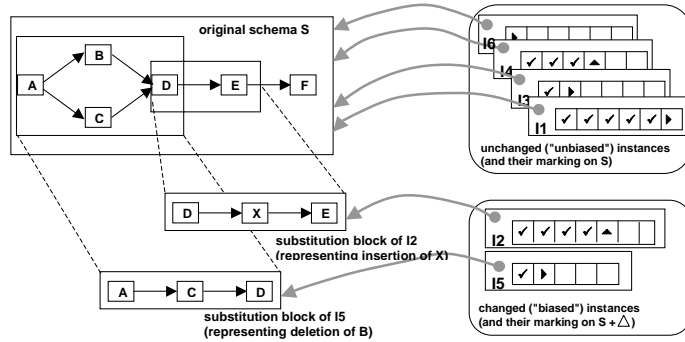 original schema S
A
B
C
D
E
F
D
X
E
substitution block of I2
(representing insertion of X)
A
C
D
substitution block of I5
(representing deletion of B)
I6
I4
I3
I1
unchanged ("unbiased") instances
(and their marking on S)
I2
I5
changed ("biased") instances
(and their marking on S + △)